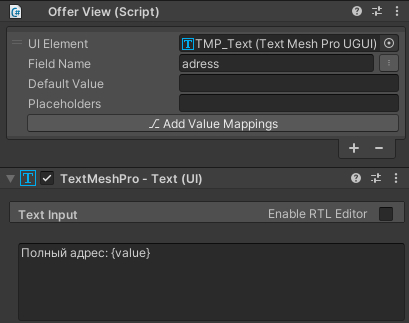 Offer View (Script)
UI Element
TMP_Text (Text Mesh Pro UGUI)
Field Name
adress
Default Value
Placeholders
Add Value Mappings
TextMeshPro - Text (UI)
Text Input
Enable RTL Editor
Полный адрес: {value}